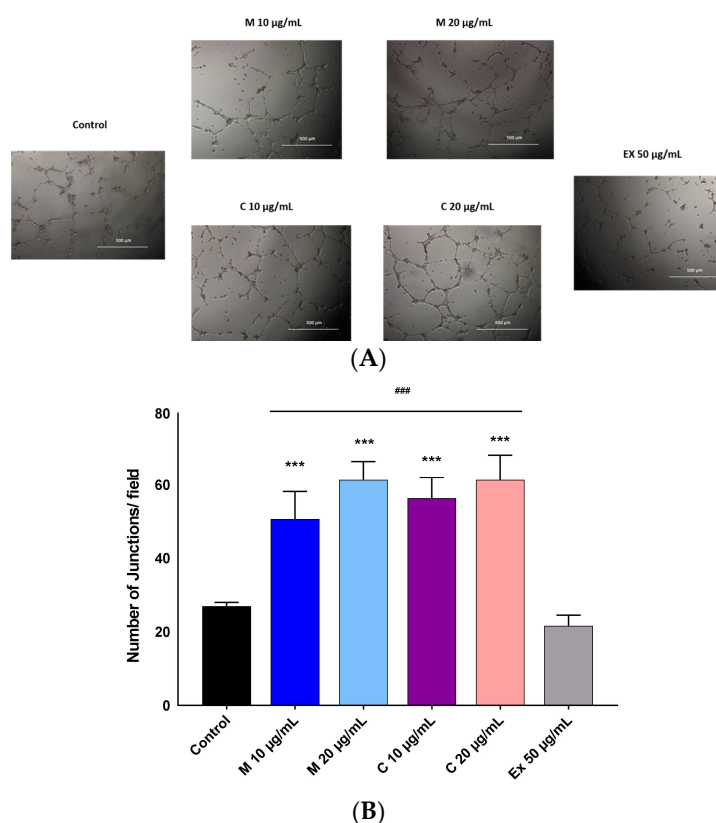 M 10 µg/mL
M 20 µg/mL
Control
EX 50 µg/mL
C 10 µg/mL
C 20 µg/mL
500 µm
500 µm
500 µm
500 µm
500 µm
500 µm
(A)
###
***
***
***
***
Number of Junctions/ field
80
60
40
20
0
Control
M 10 µg/mL
M 20 µg/mL
C 10 µg/mL
C 20 µg/mL
Ex 50 µg/mL
(B)